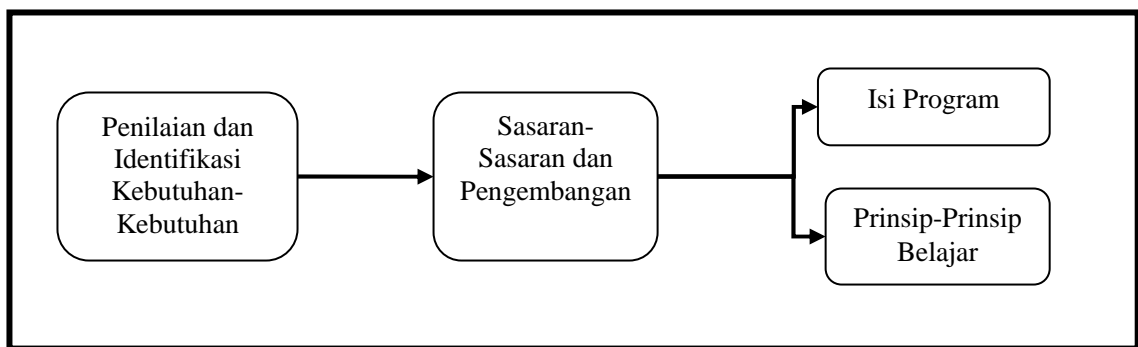 Penilaian dan
Identifikasi
Kebutuhan-
Kebutuhan
Sasaran-
Sasaran dan
Pengembangan
Isi Program
Prinsip-Prinsip
Belajar